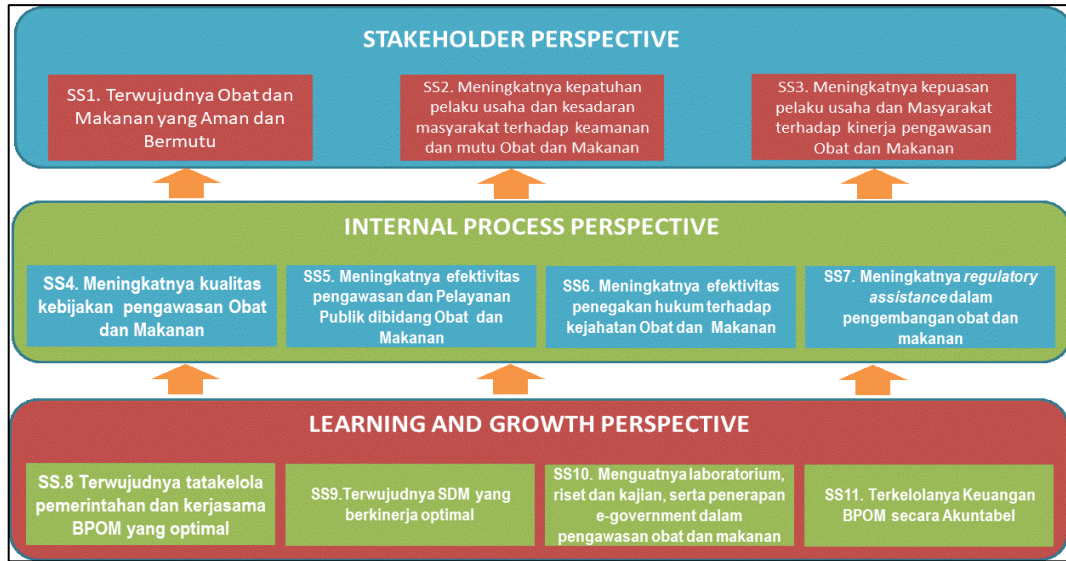 STAKEHOLDER PERSPECTIVE
SS1. Terwujudnya Obat dan
Makanan yang Aman dan
Bermutu
SS2. Meningkatnya kepatuhan
pelaku usaha dan kesadaran
masyarakat terhadap keamanan
dan mutu Obat dan Makanan
SS3. Meningkatnya kepuasan
pelaku usaha dan Masyarakat
terhadap kinerja pengawasan
Obat dan Makanan
INTERNAL PROCESS PERSPECTIVE
SS4. Meningkatnya kualitas
kebijakan pengawasan Obat
dan Makanan
SS5. Meningkatnya efektivitas
pengawasan dan Pelayanan
Publik dibidang Obat dan
Makanan
SS6. Meningkatnya efektivitas
penegakan hukum terhadap
kejahatan Obat dan Makanan
SS7. Meningkatnya regulatory
assistance dalam
pengembangan obat dan
makanan
LEARNING AND GROWTH PERSPECTIVE
SS.8 Terwujudnya tatakelola
pemerintahan dan kerjasama
BPOM yang optimal
SS9.Terwujudnya SDM yang
berkinerja optimal
SS10. Menguatnya laboratorium,
riset dan kajian, serta penerapan
e-government dalam
pengawasan obat dan makanan
SS11. Terkelolanya Keuangan
BPOM secara Akuntabel